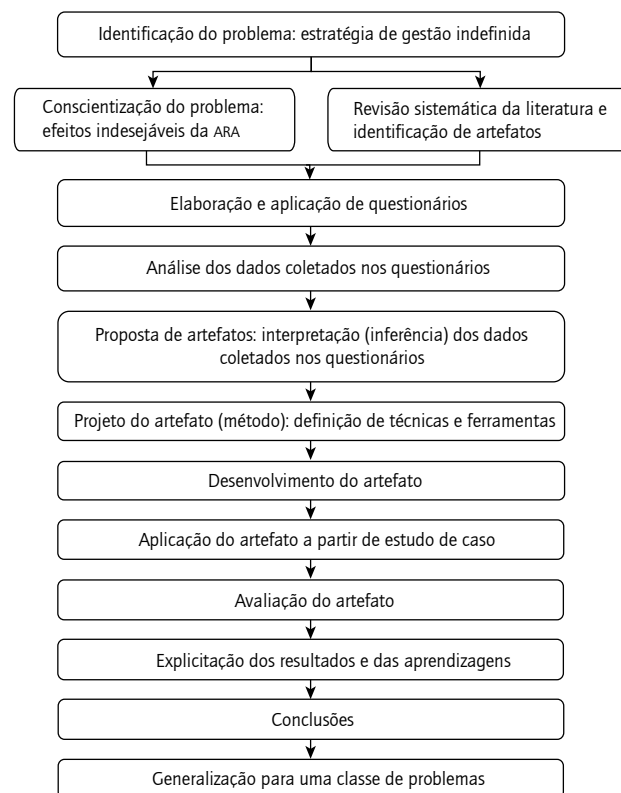 Identificação do problema: estratégia de gestão indefinida
Conscientização do problema:
efeitos indesejáveis da ARA
Revisão sistemática da literatura e
identificação de artefatos
Elaboração e aplicação de questionários
Análise dos dados coletados nos questionários
Proposta de artefatos: interpretação (inferência) dos dados
coletados nos questionários
Projeto do artefato (método): definição de técnicas e ferramentas
Desenvolvimento do artefato
Aplicação do artefato a partir de estudo de caso
Avaliação do artefato
Explicitação dos resultados e das aprendizagens
Conclusões
Generalização para uma classe de problemas